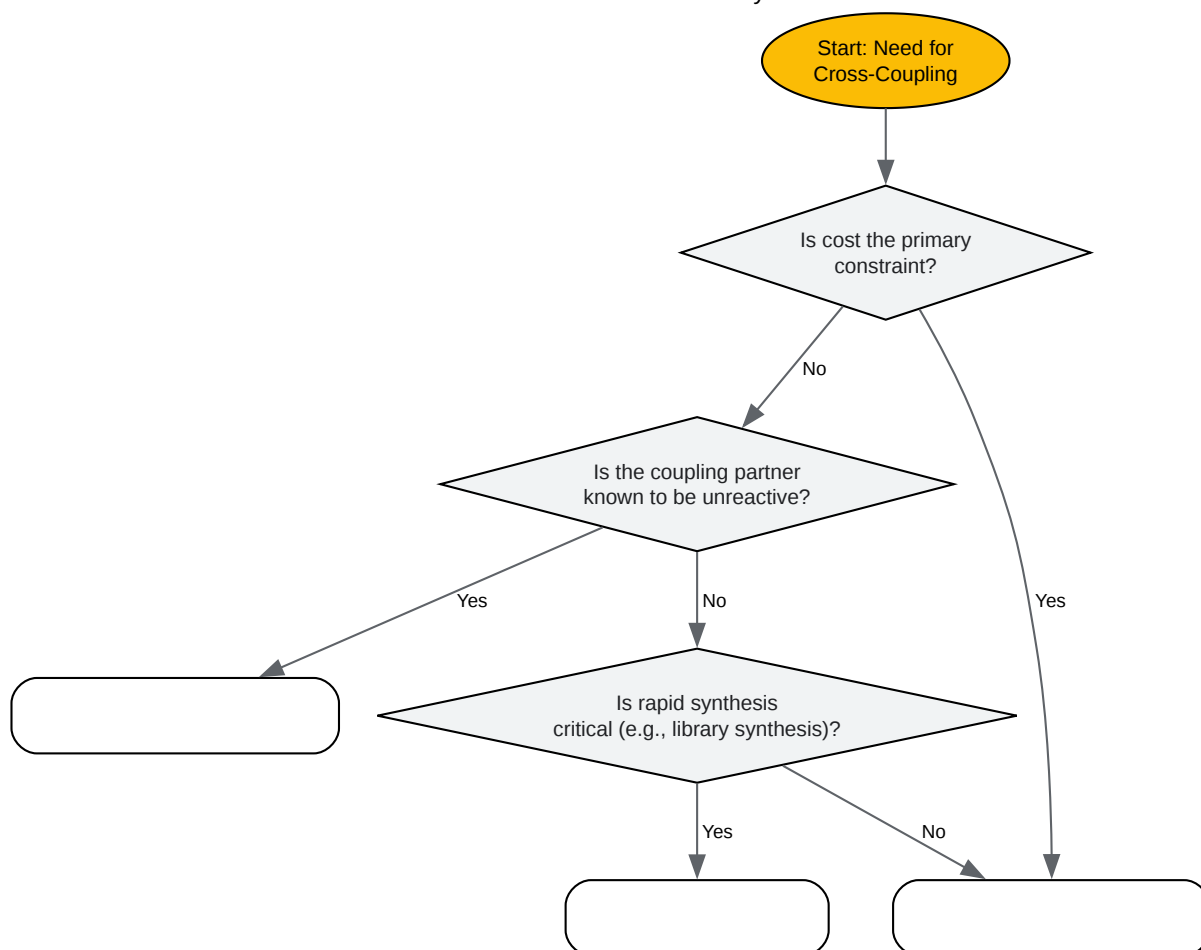 Start: Need for
Cross-Coupling
Is cost the primary
constraint?
No
Is the coupling partner
known to be unreactive?
Yes
No
Yes
Is rapid synthesis
critical (e.g., library synthesis)?
Yes
No